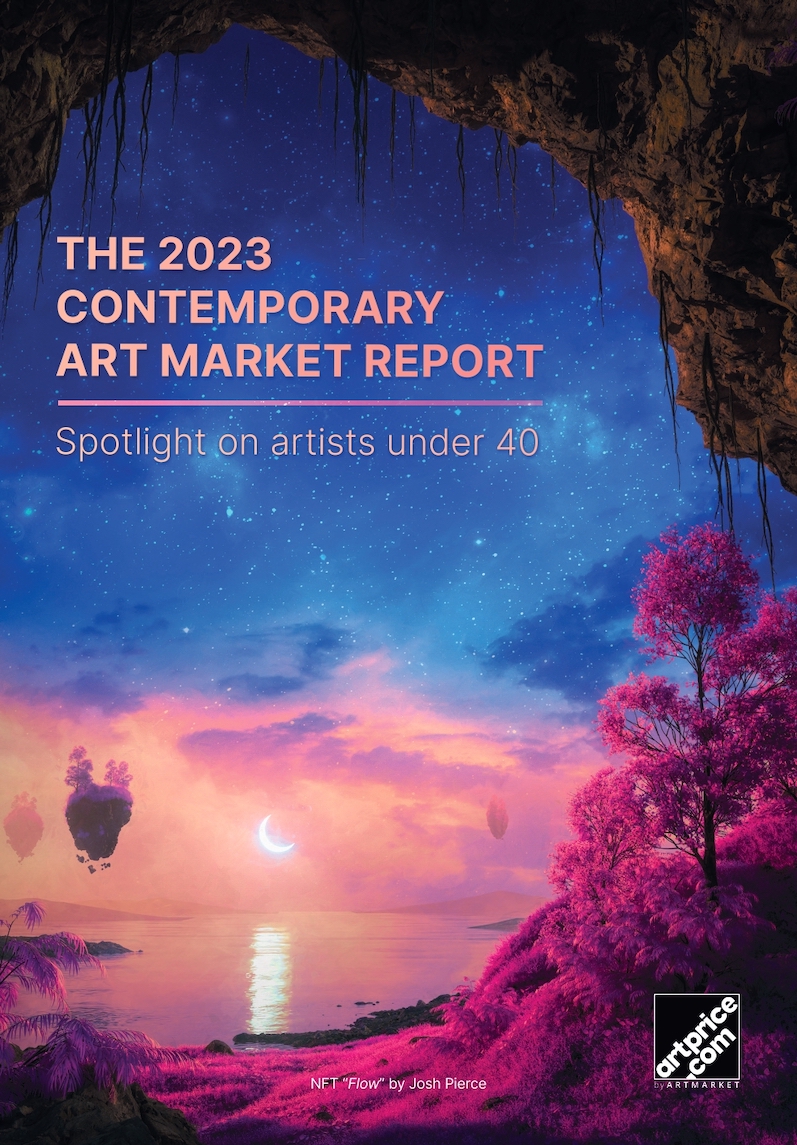 THE 2023
CONTEMPORARY
ART MARKET REPORT
Spotlight on artists under 40
artprice
.com
by ARTMARKET
NFT “Flow” by Josh Pierce